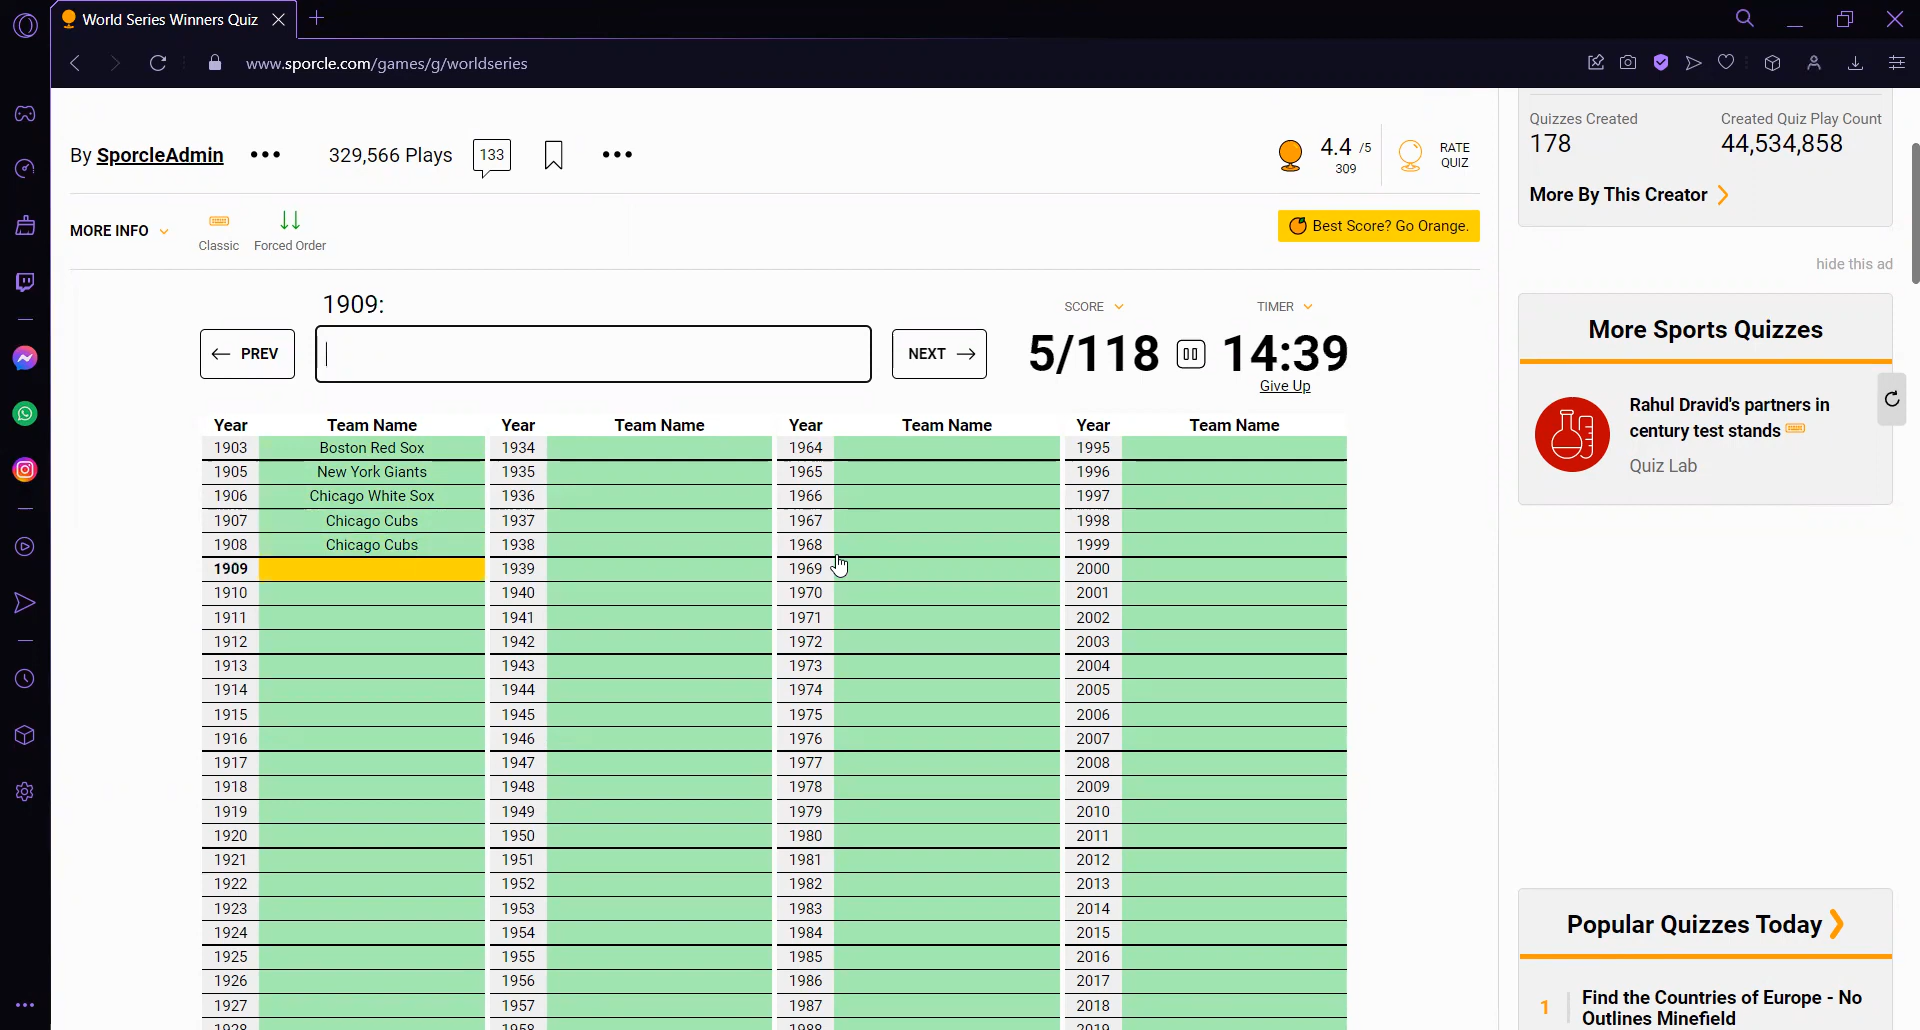 World Series Winners Quiz
www.sporcle.com/games/g/worldseries
By SporcleAdmin
329,566 Plays
133
4.4 /5
309
RATE
QUIZ
MORE INFO
Classic
Forced Order
Best Score? Go Orange.
1909:
PREV
NEXT
SCORE
5/118
TIMER
14:39
Give Up
Year Team Name Year Team Name Year Team Name Year Team Name
1903 Boston Red Sox 1934 1964 1995
1905 New York Giants 1935 1965 1996
1906 Chicago White Sox 1936 1966 1997
1907 Chicago Cubs 1937 1967 1998
1908 Chicago Cubs 1938 1968 1999
1909 1939 1969 2000
1910 1940 1970 2001
1911 1941 1971 2002
1912 1942 1972 2003
1913 1943 1973 2004
1914 1944 1974 2005
1915 1945 1975 2006
1916 1946 1976 2007
1917 1947 1977 2008
1918 1948 1978 2009
1919 1949 1979 2010
1920 1950 1980 2011
1921 1951 1981 2012
1922 1952 1982 2013
1923 1953 1983 2014
1924 1954 1984 2015
1925 1955 1985 2016
1926 1956 1986 2017
1927 1957 1987 2018
1928 1958 1988 2019
Quizzes Created
178
Created Quiz Play Count
44,534,858
More By This Creator
hide this ad
More Sports Quizzes
Rahul Dravid's partners in
century test stands
Quiz Lab
Popular Quizzes Today
1 Find the Countries of Europe - No
Outlines Minefield